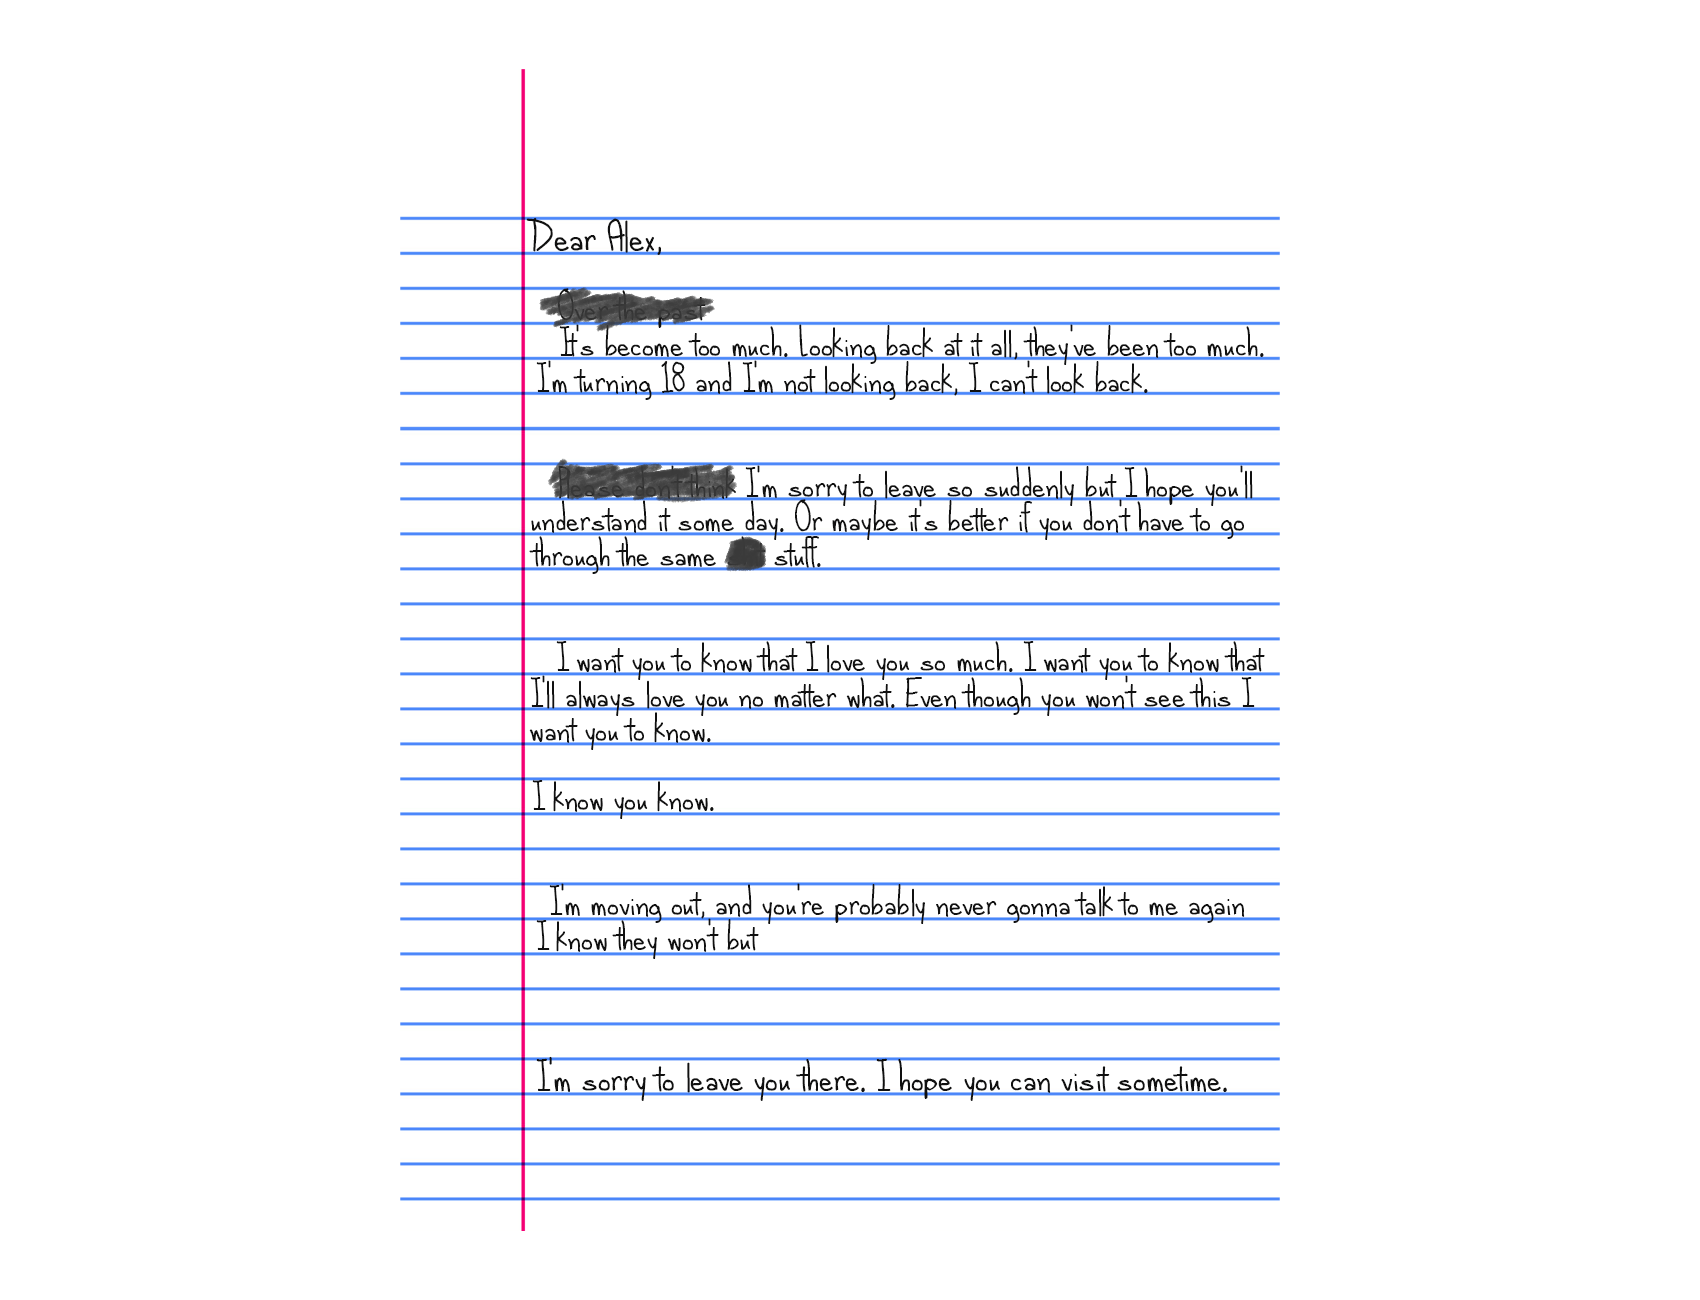 Dear Alex,
Over the past
It's become too much. Looking back at it all, they've been too much.
I'm turning 18 and I'm not looking back, I can't look back.
Please don't think I'm sorry to leave so suddenly but I hope you'll
understand it some day. Or maybe it's better if you don't have to go
through the same stuff.
I want you to know that I love you so much. I want you to know that
I'll always love you no matter what. Even though you won't see this I
want you to know.
I know you know.
I'm moving out, and you're probably never gonna talk to me again
I know they won't but
I'm sorry to leave you there. I hope you can visit sometime.